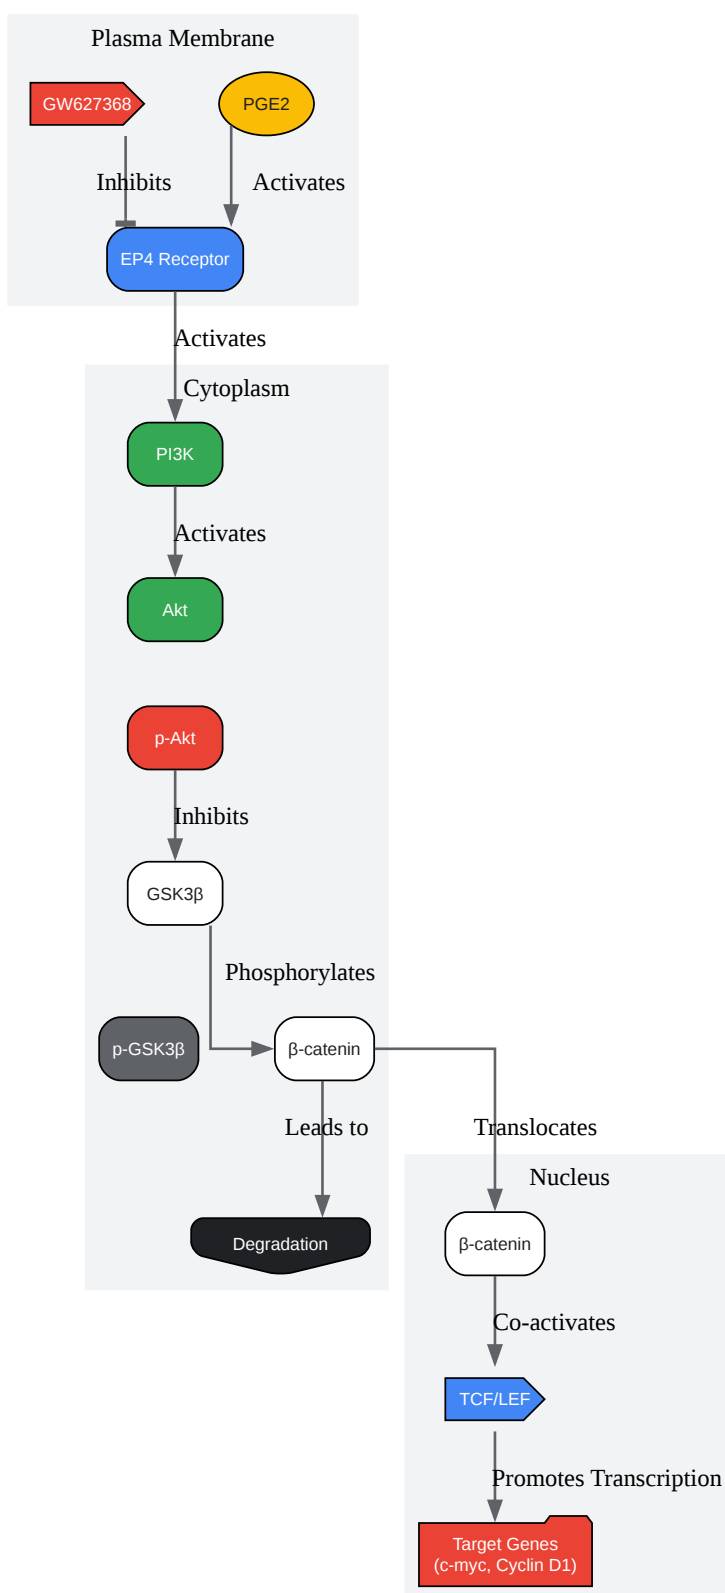 Plasma Membrane
GW627368
PGE2
Inhibits
Activates
EP4 Receptor
Activates
Cytoplasm
PI3K
Activates
Akt
p-Akt
Inhibits
GSK3β
Phosphorylates
p-GSK3β
β-catenin
Leads to
Translocates
Nucleus
β-catenin
Degradation
Co-activates
TCF/LEF
Promotes Transcription
Target Genes
(c-myc, Cyclin D1)